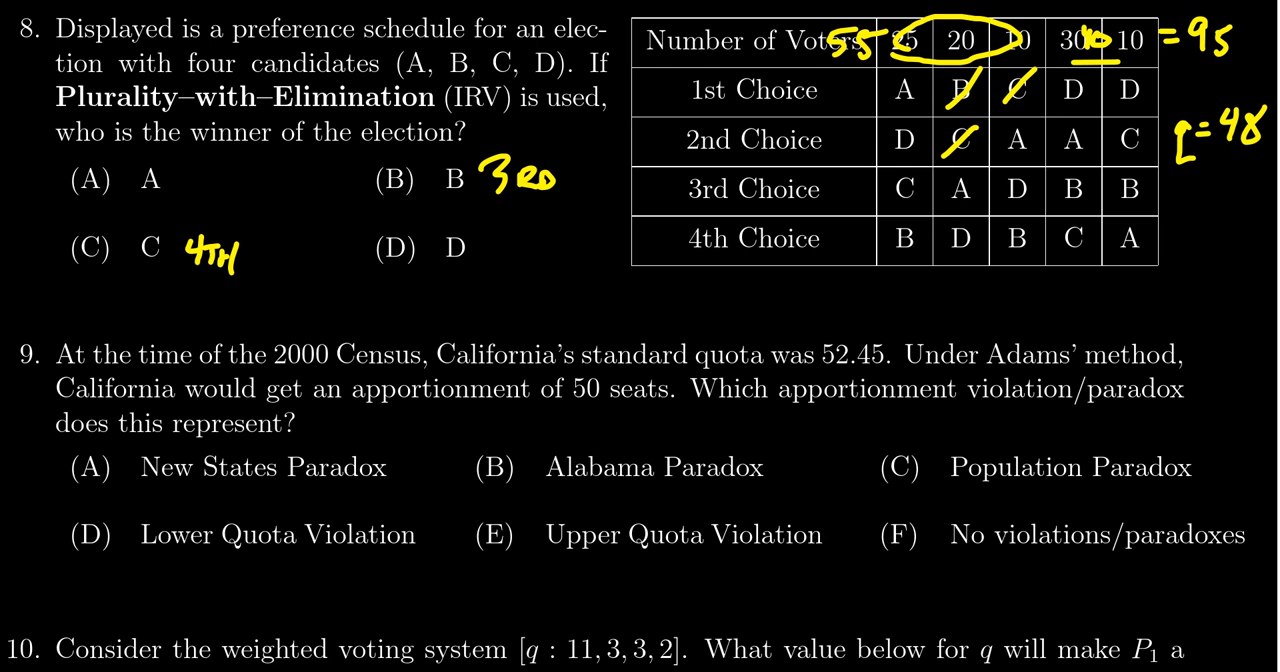 8. Displayed is a preference schedule for an elec-
tion with four candidates (A, B, C, D). If
Plurality–with–Elimination (IRV) is used,
who is the winner of the election?
(A) A (B) B 3RD
(C) C 4TH (D) D
Number of Voters 55 25 20 10 30 40 10 = 95
1st Choice A B C D D
2nd Choice D C A A C = 48
3rd Choice C A D B B
4th Choice B D B C A
9. At the time of the 2000 Census, California's standard quota was 52.45. Under Adams' method,
California would get an apportionment of 50 seats. Which apportionment violation/paradox
does this represent?
(A) New States Paradox (B) Alabama Paradox (C) Population Paradox
(D) Lower Quota Violation (E) Upper Quota Violation (F) No violations/paradoxes
10. Consider the weighted voting system [q : 11, 3, 3, 2]. What value below for q will make P₁ a